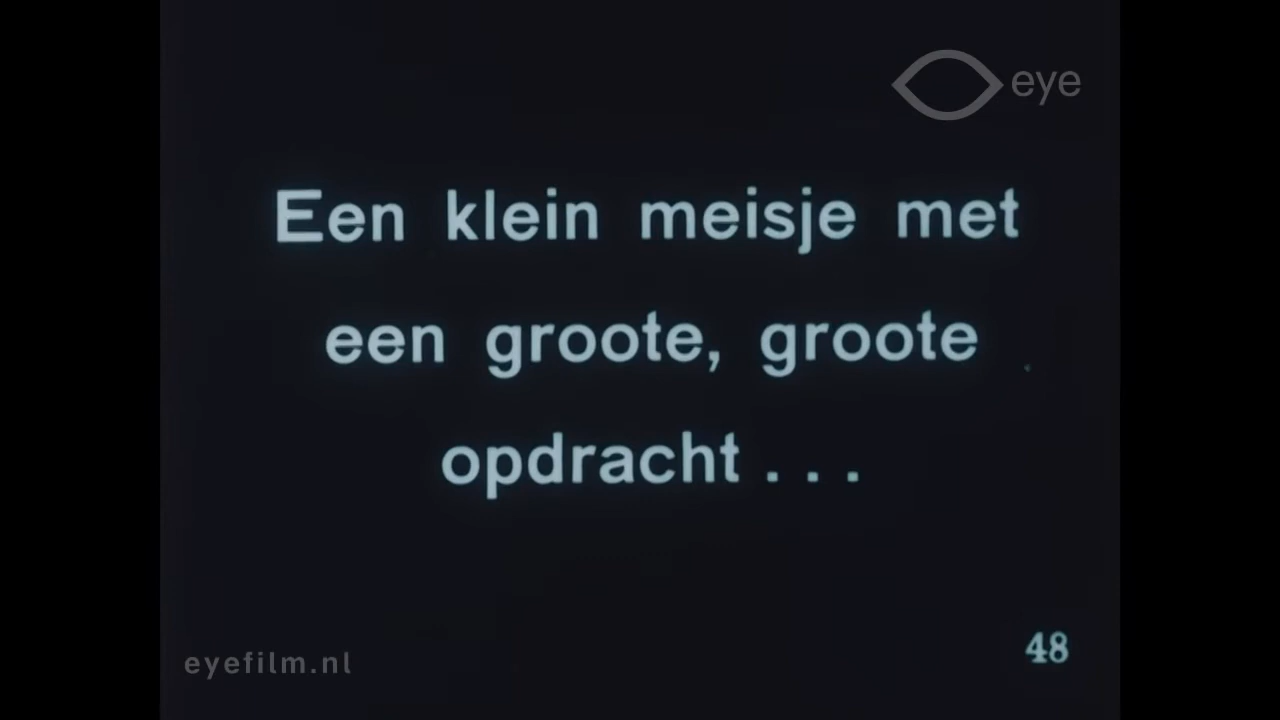 eye
Een klein meisje met
een groote, groote
opdracht . . .
48
eyefilm.nl